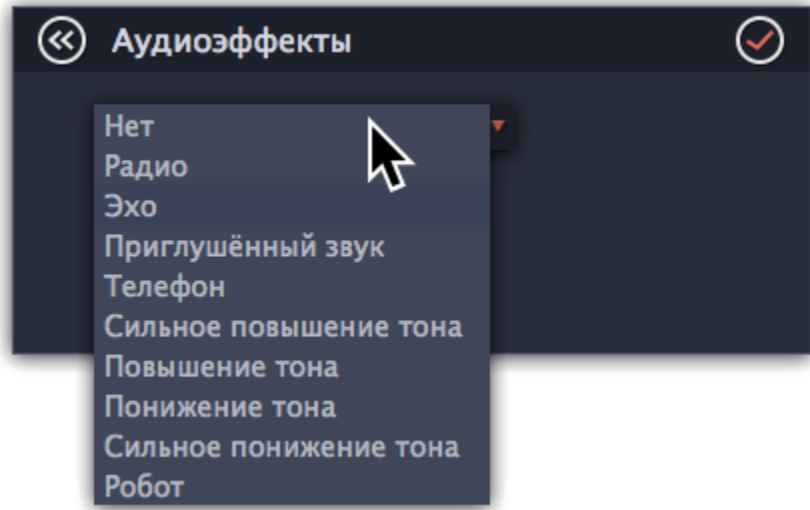 Аудиоэффекты
Нет
Радио
Эхо
Приглушённый звук
Телефон
Сильное повышение тона
Повышение тона
Понижение тона
Сильное понижение тона
Робот